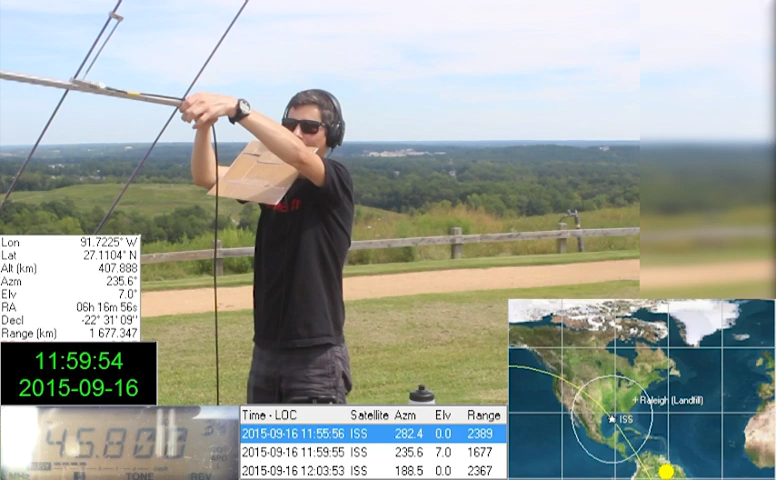 Lon 91.7225° W
Lat 27.1104° N
Alt (km) 407.888
Azm 235.6°
Elv 7.0°
RA 06h 16m 56s
Decl -22° 31' 09"
Range (km) 1 677.347
11:59:54
2015-09-16
45.800
TONE REV
Time - LOC Satellite Azm Elv Range
2015-09-16 11:55:56 ISS 282.4 0.0 2389
2015-09-16 11:59:55 ISS 235.6 7.0 1677
2015-09-16 12:03:53 ISS 188.5 0.0 2367
Raleigh (Landfill)
ISS